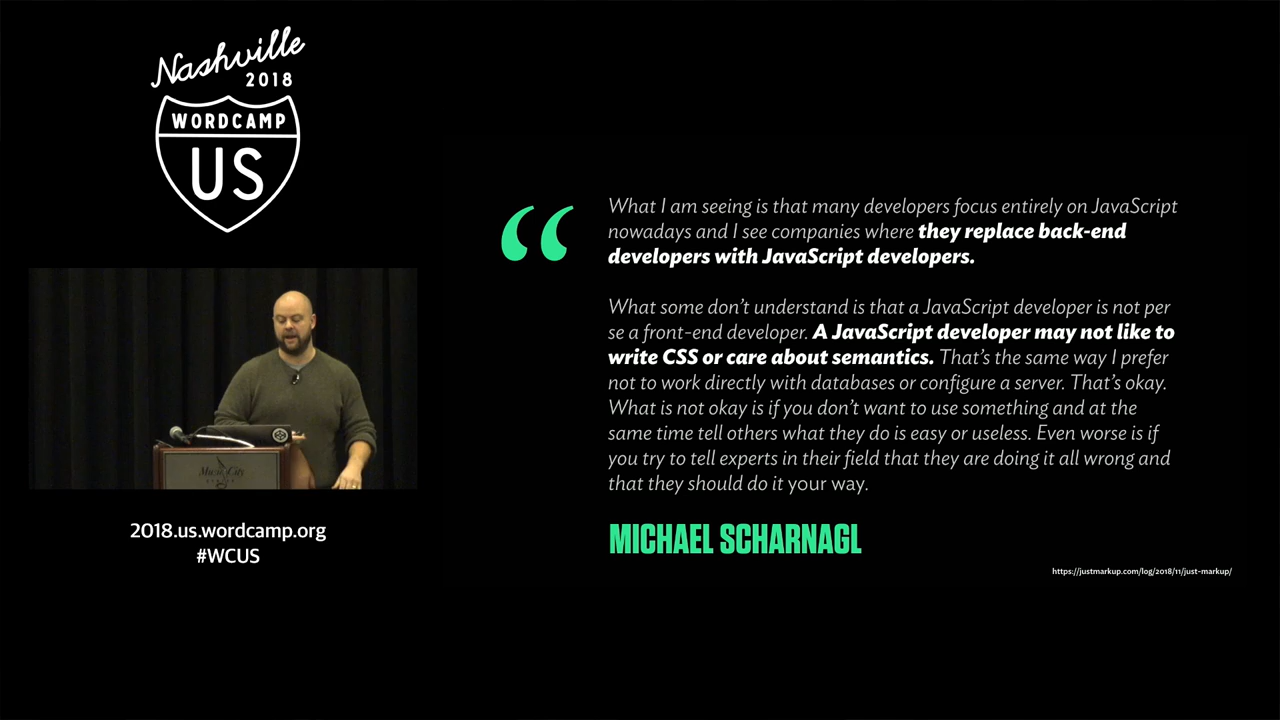 Nashville
2018
WORDCAMP
US
Music City
2018.us.wordcamp.org
#WCUS
“
What I am seeing is that many developers focus entirely on JavaScript
nowadays and I see companies where they replace back-end
developers with JavaScript developers.
What some don’t understand is that a JavaScript developer is not per
se a front-end developer. A JavaScript developer may not like to
write CSS or care about semantics. That’s the same way I prefer
not to work directly with databases or configure a server. That’s okay.
What is not okay is if you don’t want to use something and at the
same time tell others what they do is easy or useless. Even worse is if
you try to tell experts in their field that they are doing it all wrong and
that they should do it your way.
MICHAEL SCHARNAGL
https://justmarkup.com/log/2018/11/just-markup/